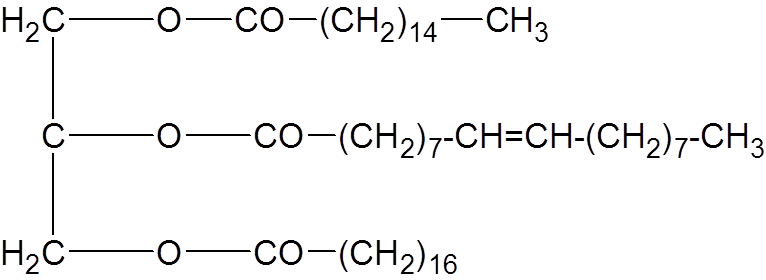 H2C—O—CO—(CH2)14—CH3
C—O—CO—(CH2)7-CH=CH-(CH2)7-CH3
H2C—O—CO—(CH2)16